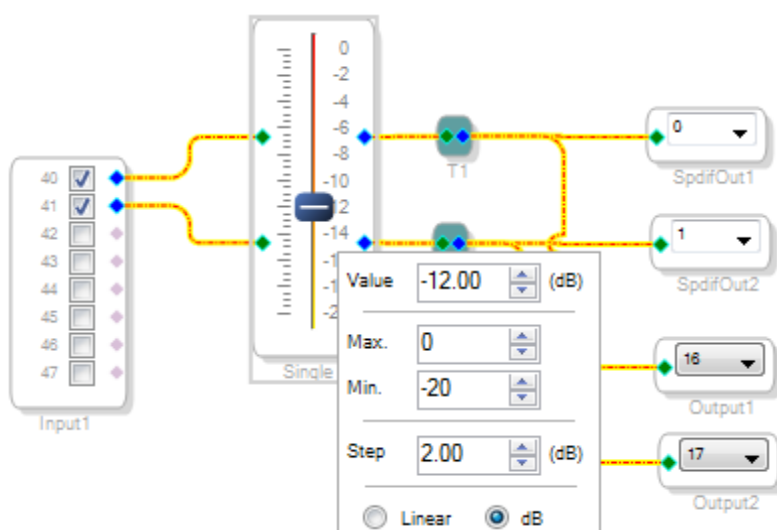 40
41
42
43
44
45
46
47
Input1
0
-2
-4
-6
-8
-10
-12
-14
Single
T1
0
SpdifOut1
1
SpdifOut2
16
Output1
17
Output2
Value -12.00 (dB)
Max. 0
Min. -20
Step 2.00 (dB)
Linear dB